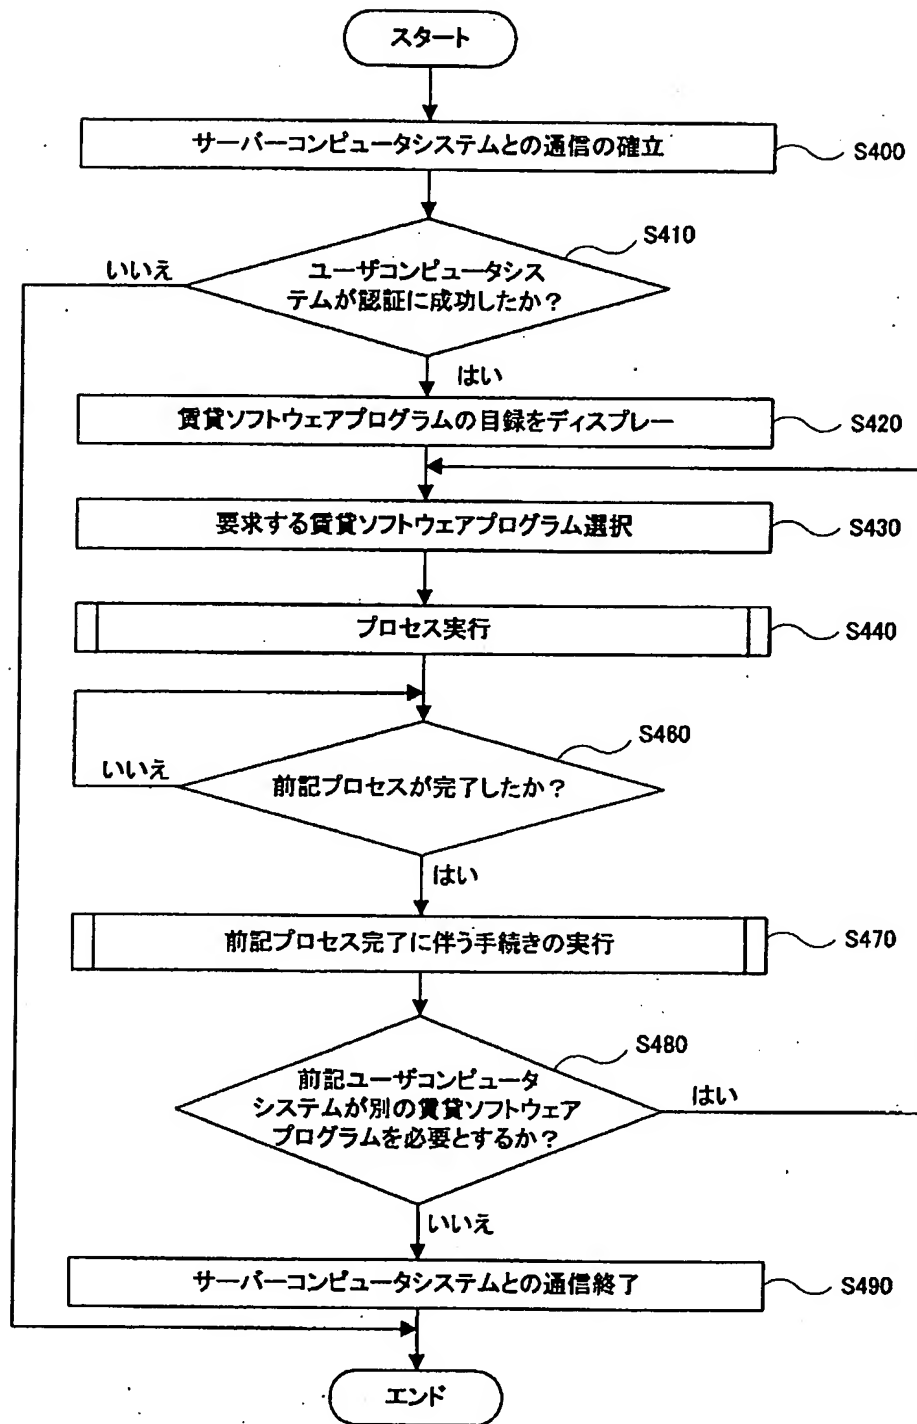 スタート
サーバーコンピュータシステムとの通信の確立
S400
S410
いいえ
ユーザコンピュータシス
テムが認証に成功したか？
はい
賃貸ソフトウェアプログラムの目録をディスプレー
S420
要求する賃貸ソフトウェアプログラム選択
S430
プロセス実行
S440
S460
いいえ
前記プロセスが完了したか？
はい
前記プロセス完了に伴う手続きの実行
S470
S480
前記ユーザコンピュータ
システムが別の賃貸ソフトウェア
プログラムを必要とするか？
はい
いいえ
サーバーコンピュータシステムとの通信終了
S490
エンド